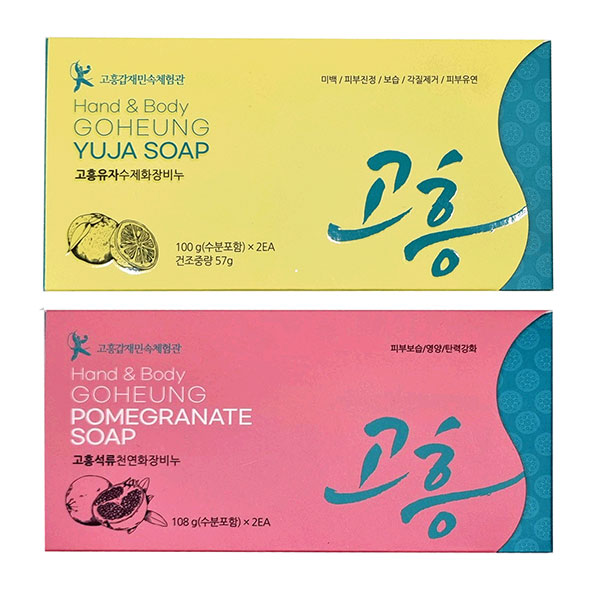 고흥갑재민속체험관
미백 / 피부진정 / 보습 / 각질제거 / 피부유연
Hand & Body
GOHEUNG
YUJA SOAP
고흥유자수제화장비누
고흥
100 g(수분포함) × 2EA
건조중량 57g
고흥갑재민속체험관
피부보습/영양/탄력강화
Hand & Body
GOHEUNG
POMEGRANATE
SOAP
고흥석류천연화장비누
고흥
108 g(수분포함) × 2EA